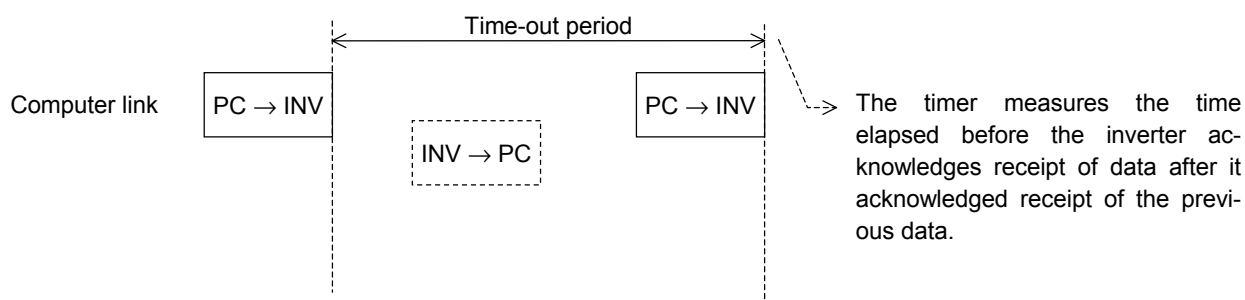 Time-out period
Computer link
PC → INV
INV → PC
PC → INV
The timer measures the time
elapsed before the inverter ac-
knowledges receipt of data after it
acknowledged receipt of the previ-
ous data.